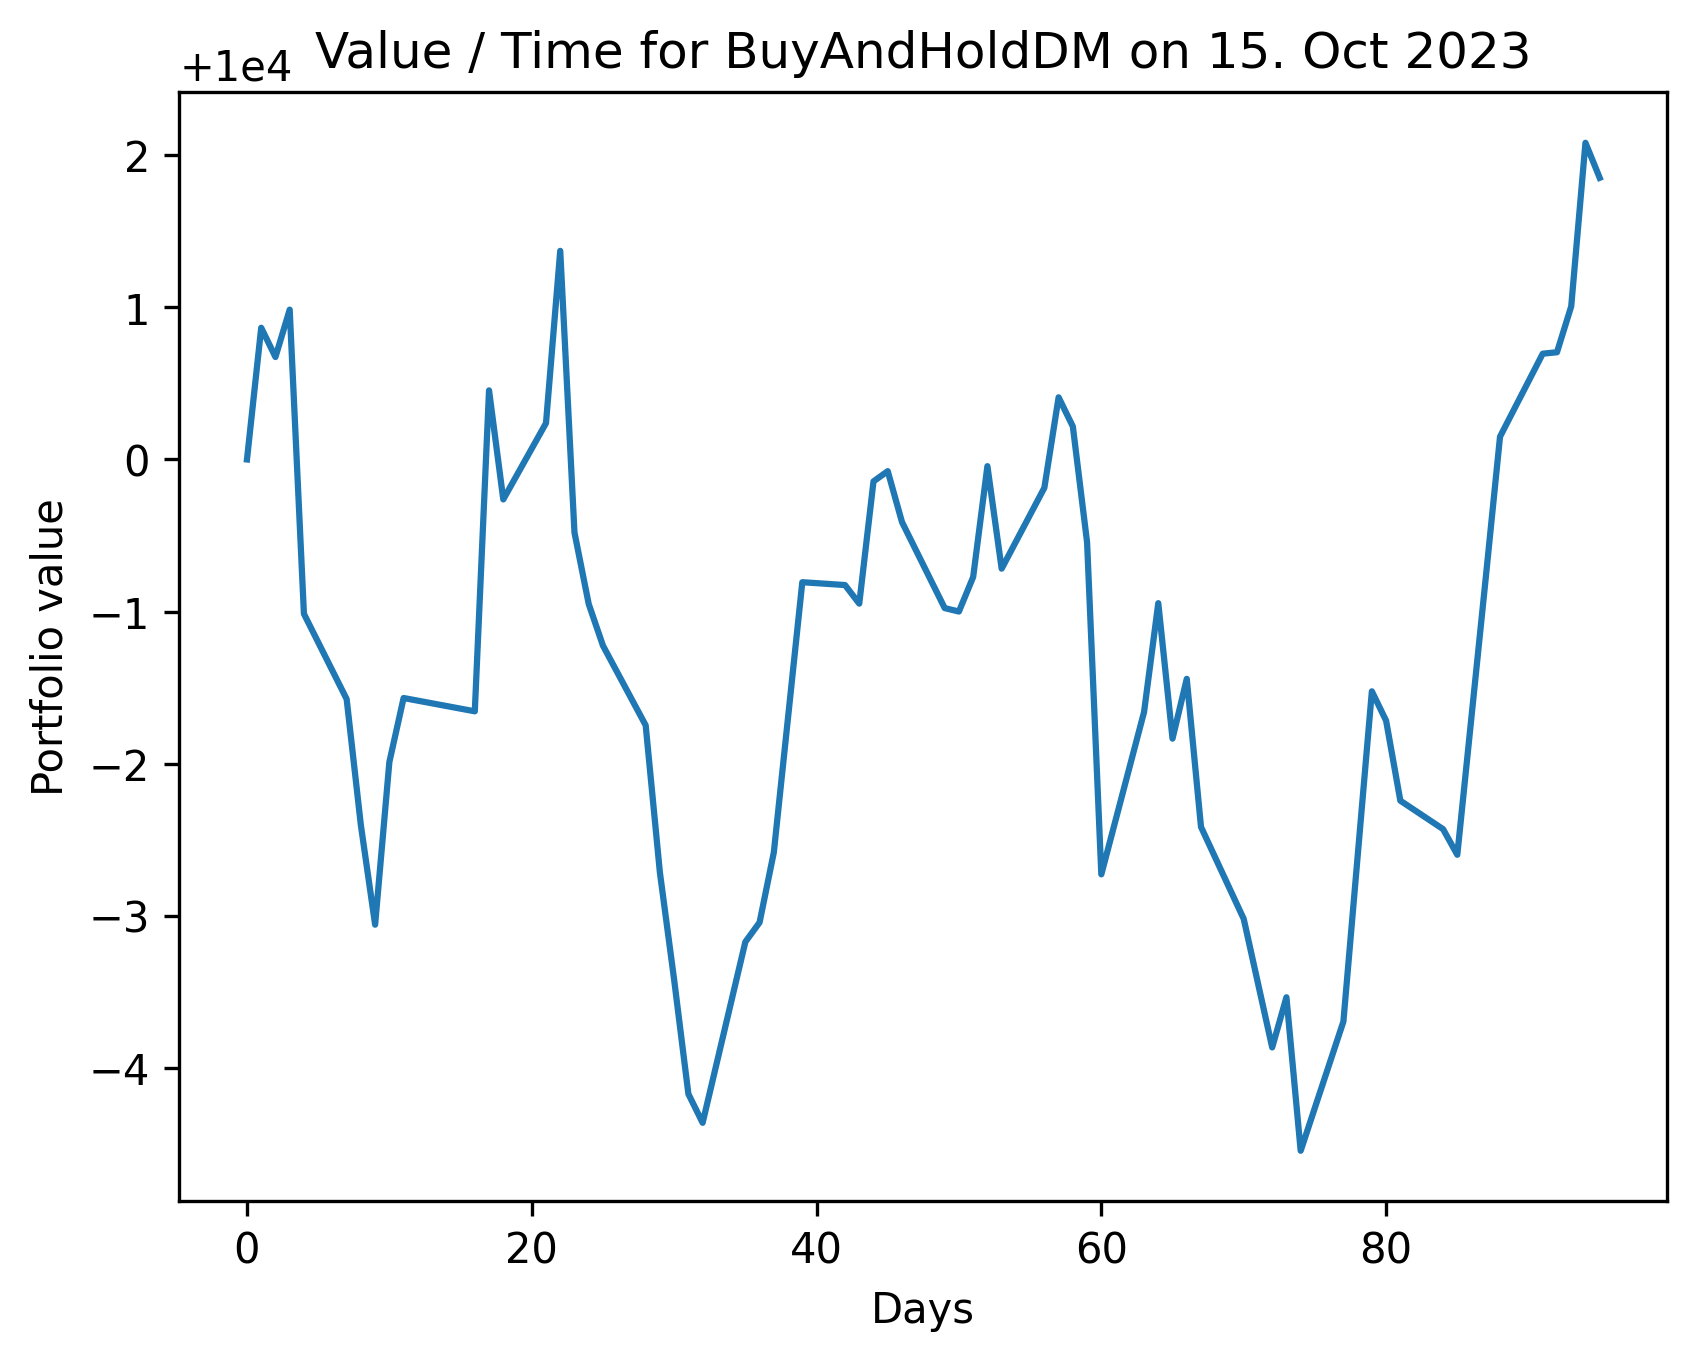 Value / Time for BuyAndHoldDM on 15. Oct 2023
+1e4
2
1
0
−1
−2
−3
−4
Portfolio value
0 20 40 60 80
Days